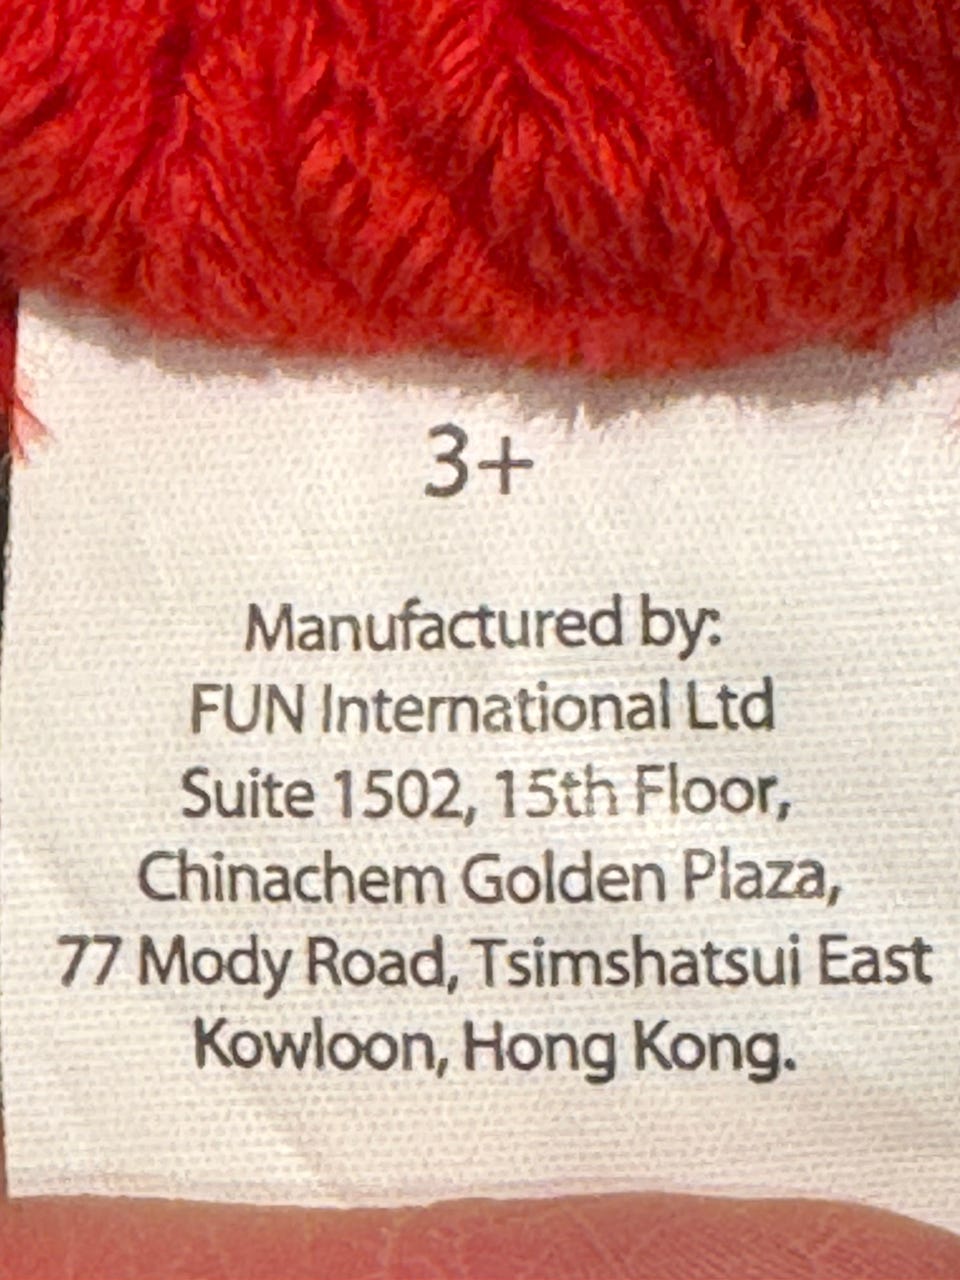 3+
Manufactured by:
FUN International Ltd
Suite 1502, 15th Floor,
Chinachem Golden Plaza,
77 Mody Road, Tsimshatsui East
Kowloon, Hong Kong.